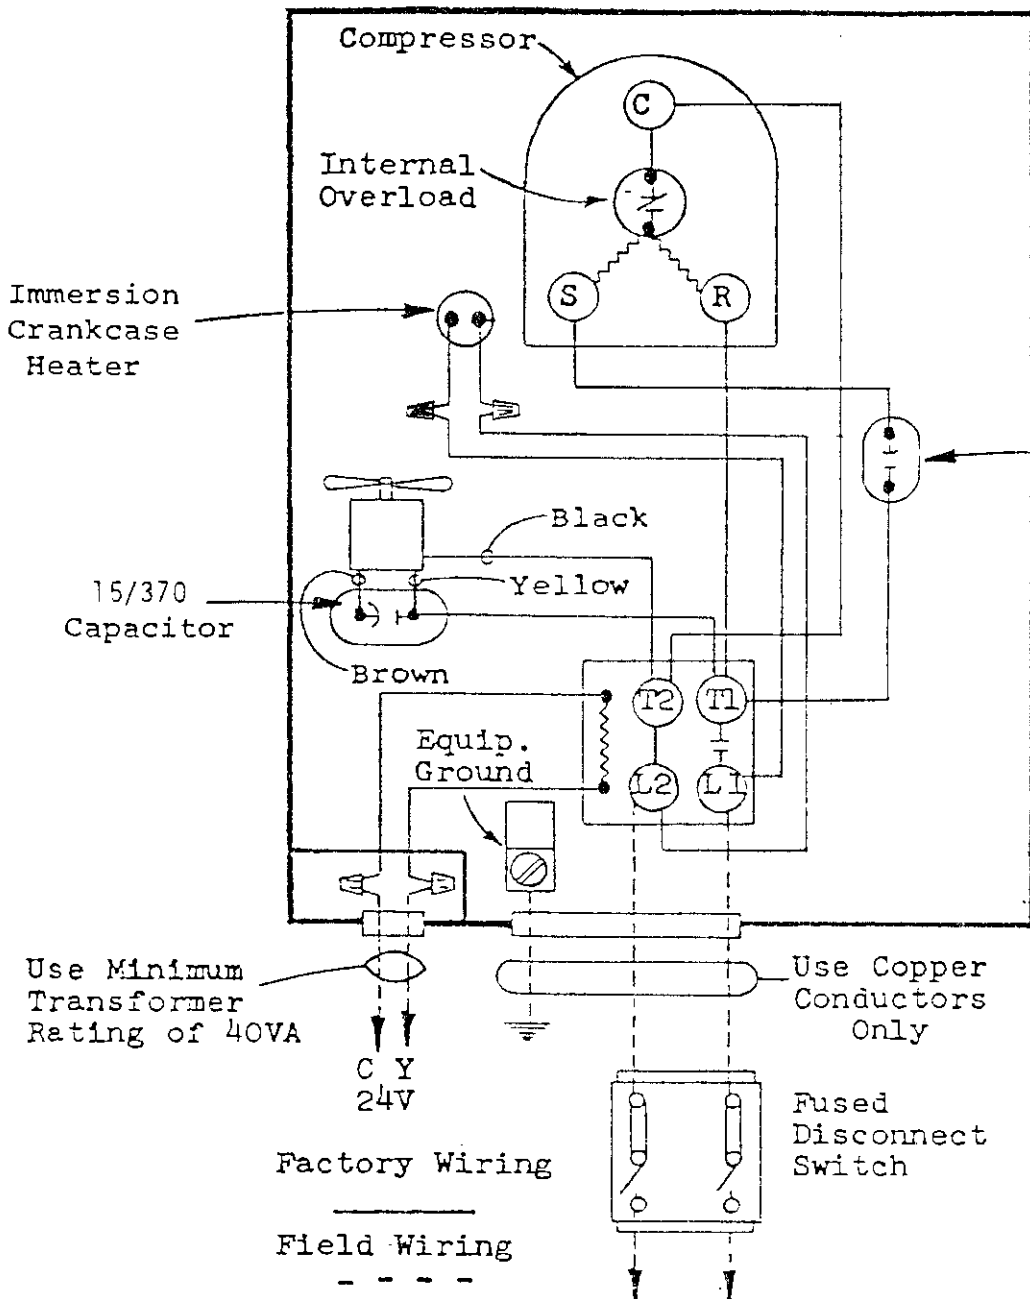 Compressor
C
Internal
Overload
S
R
Immersion
Crankcase
Heater
Black
Yellow
15/370
Capacitor
Brown
T2
T1
Equip.
Ground
L2
L1
Use Minimum
Transformer
Rating of 40VA
C Y
24V
Use Copper
Conductors
Only
Fused
Disconnect
Switch
Factory Wiring
Field Wiring